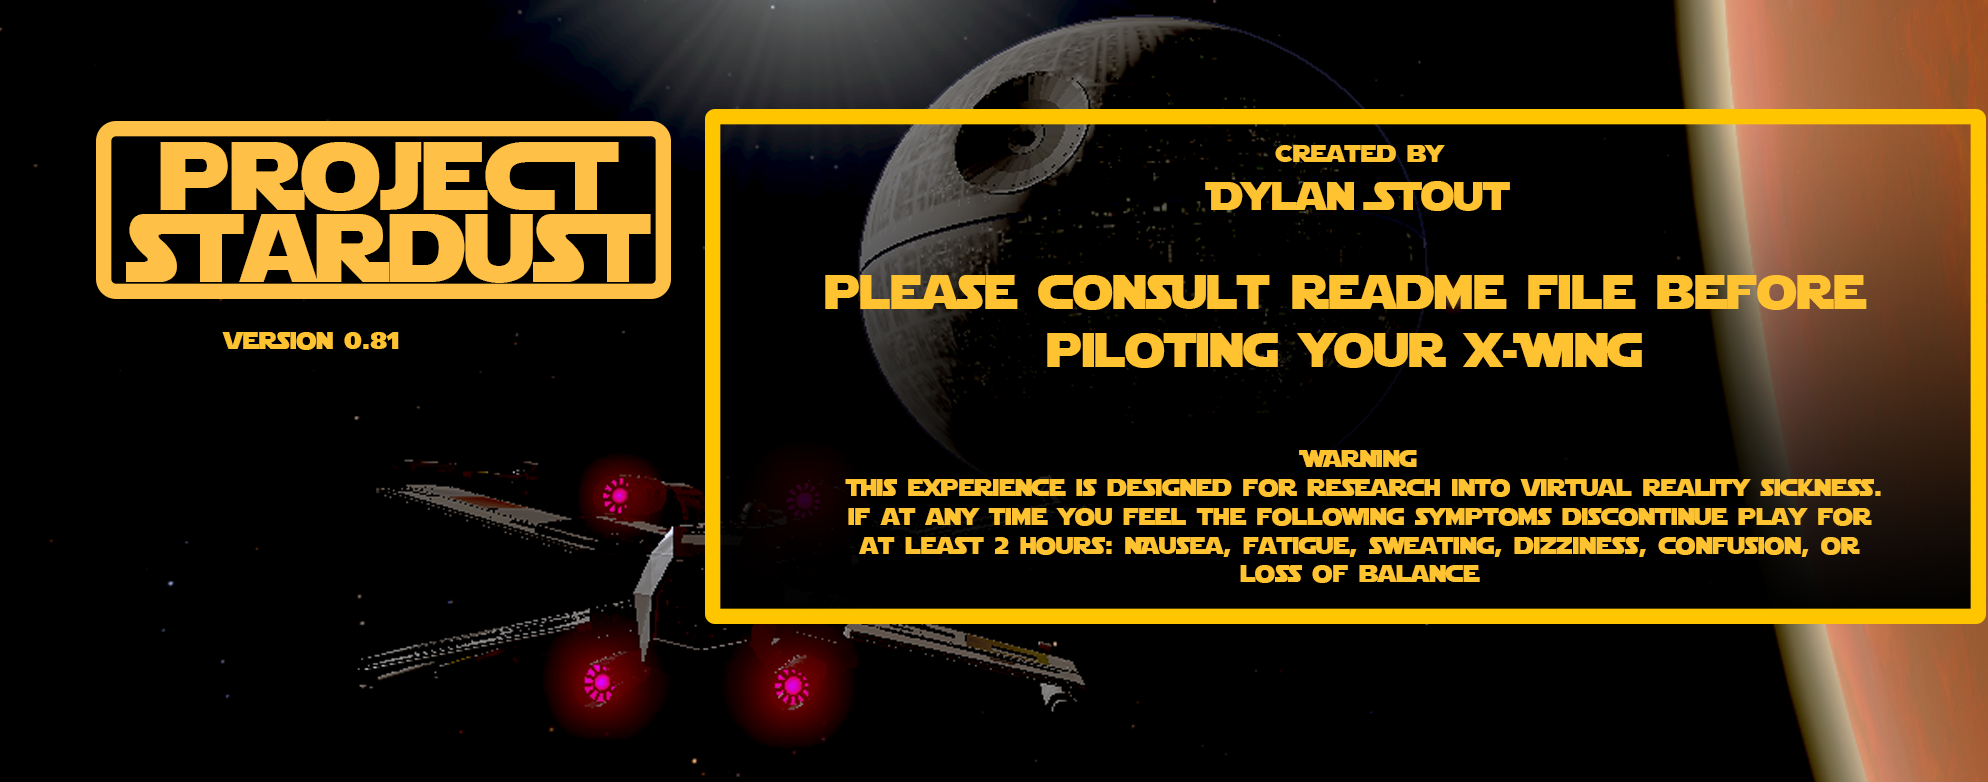 PROJECT
STARDUST
VERSION 0.81
CREATED BY
DYLAN STOUT
PLEASE CONSULT README FILE BEFORE
PILOTING YOUR X-WING
WARNING
THIS EXPERIENCE IS DESIGNED FOR RESEARCH INTO VIRTUAL REALITY SICKNESS.
IF AT ANY TIME YOU FEEL THE FOLLOWING SYMPTOMS DISCONTINUE PLAY FOR
AT LEAST 2 HOURS: NAUSEA, FATIGUE, SWEATING, DIZZINESS, CONFUSION, OR
LOSS OF BALANCE